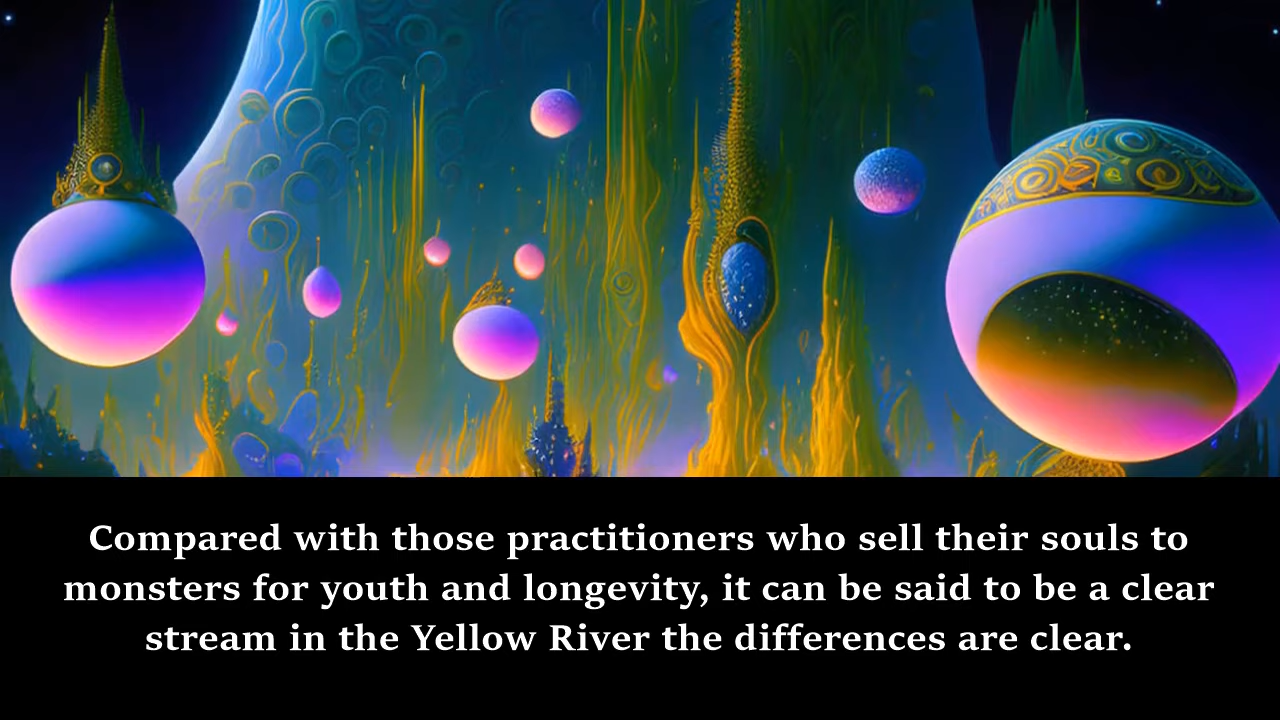 Compared with those practitioners who sell their souls to
monsters for youth and longevity, it can be said to be a clear
stream in the Yellow River the differences are clear.